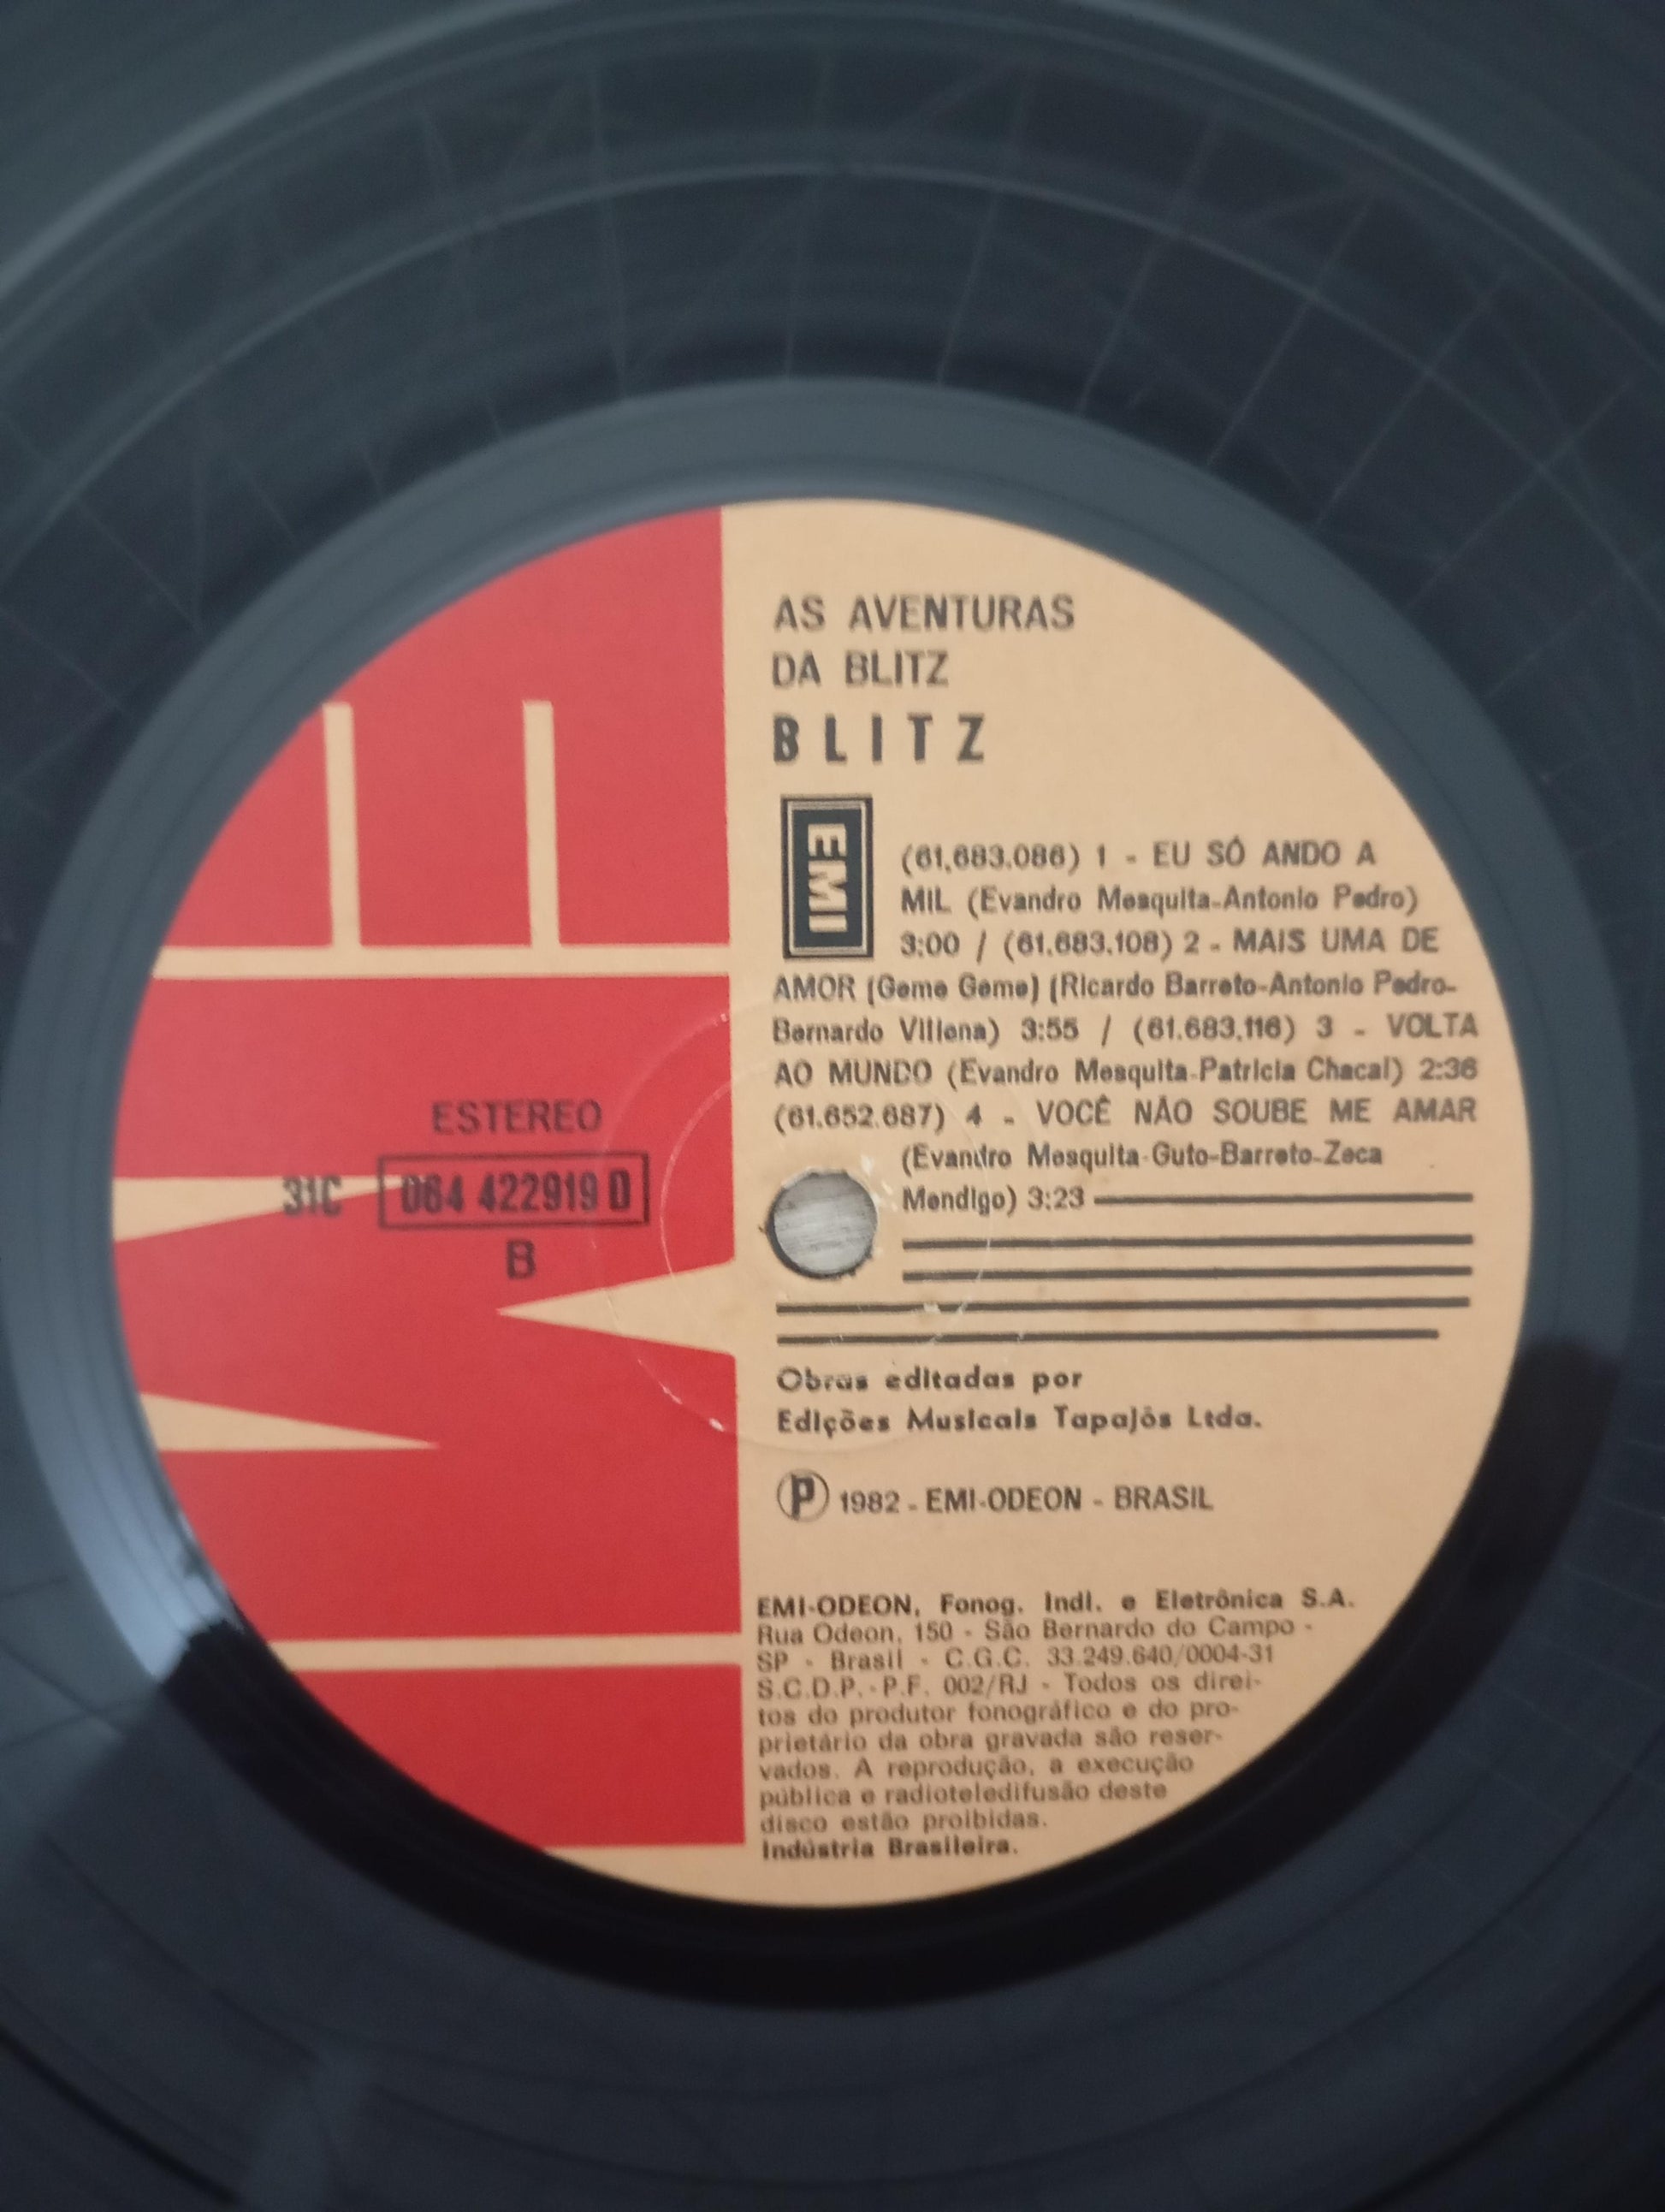 AS AVENTURAS
DA BLITZ
BLITZ
EMI
(61.683.086) 1 - EU SÓ ANDO A
MIL (Evandro Mesquita-Antonio Pedro)
3:00 / (61.683.108) 2 - MAIS UMA DE
AMOR (Geme Geme) (Ricardo Barreto-Antonio Pedro-
Bernardo Villena) 3:55 / (61.683.116) 3 - VOLTA
AO MUNDO (Evandro Mesquita-Patricia Chacal) 2:36
(61.652.687) 4 - VOCÊ NÃO SOUBE ME AMAR
(Evandro Mesquita-Guto-Barreto-Zeca
Mendigo) 3:23
ESTEREO
31C 064 422919 D
B
Obras editadas por
Edições Musicais Tapajós Ltda.
Ⓟ 1982 - EMI-ODEON - BRASIL
EMI-ODEON, Fonog. Indl. e Eletrônica S.A.
Rua Odeon, 150 - São Bernardo do Campo -
SP - Brasil - C.G.C. 33.249.640/0004-31
S.C.D.P. - P.F. 002/RJ - Todos os direi-
tos do produtor fonográfico e do pro-
prietário da obra gravada são reser-
vados. A reprodução, a execução
pública e radioteledifusão deste
disco estão proibidas.
Indústria Brasileira.